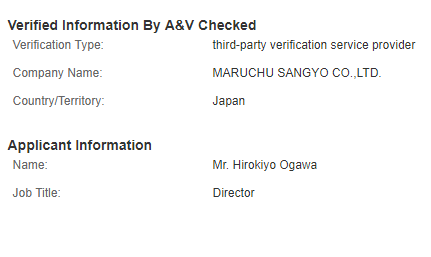 Verified Information By A&V Checked
Verification Type: third-party verification service provider
Company Name: MARUCHU SANGYO CO.,LTD.
Country/Territory: Japan
Applicant Information
Name: Mr. Hirokiyo Ogawa
Job Title: Director